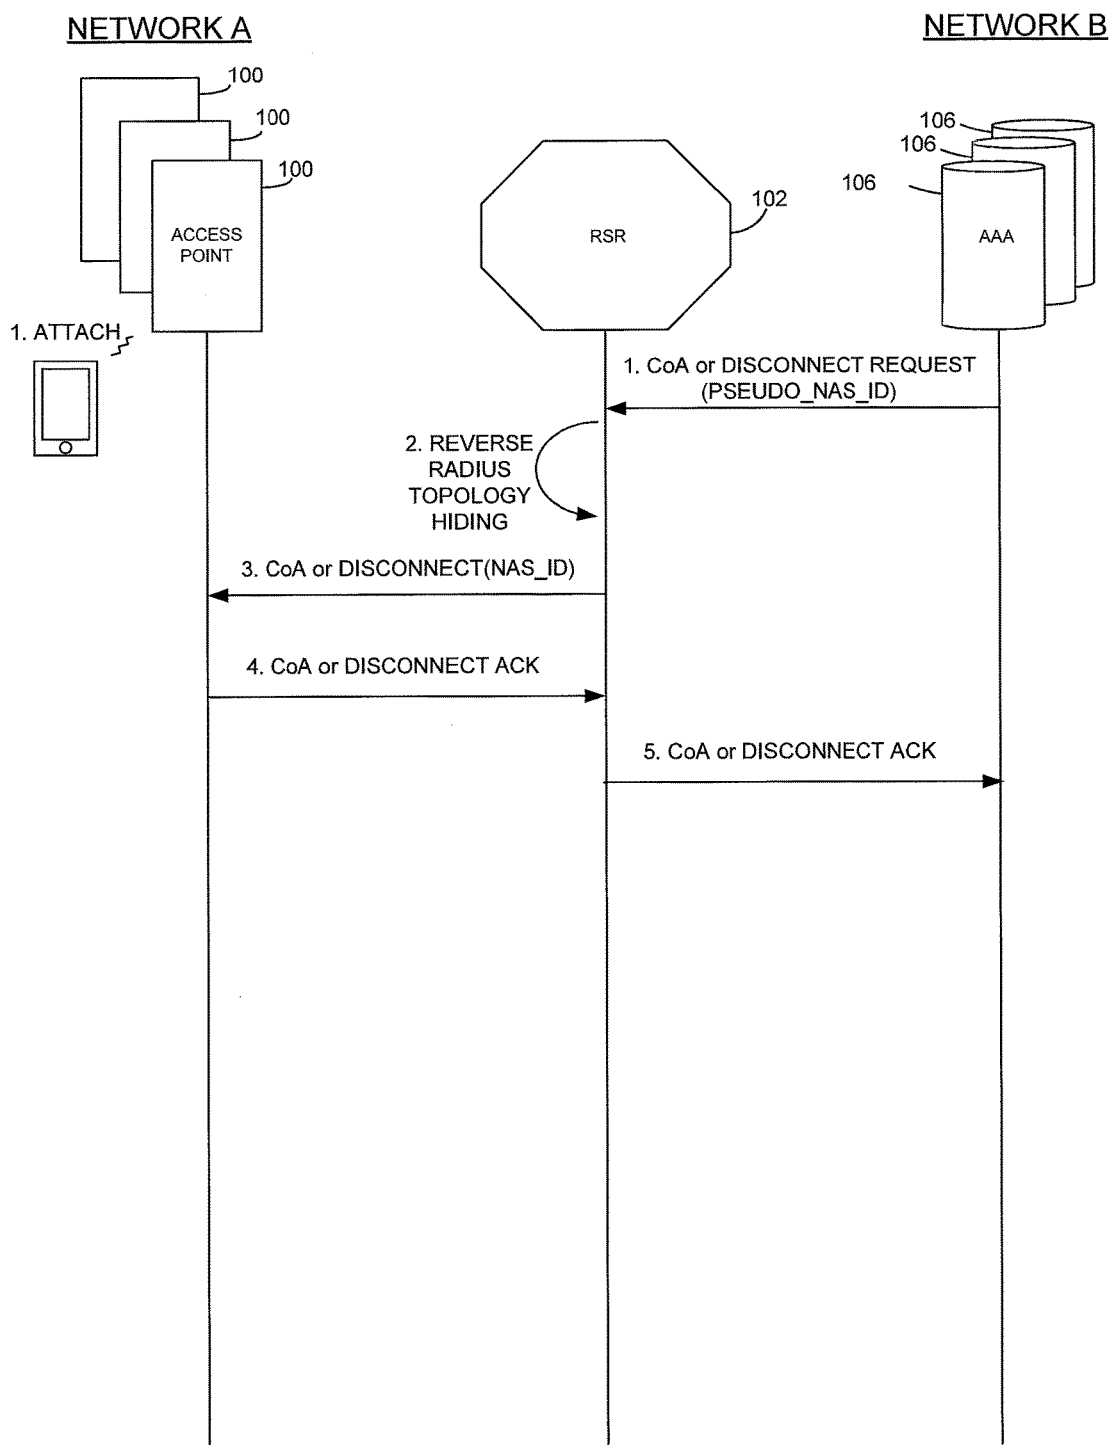 NETWORK A
NETWORK B
100
100
100
106
106
106
102
ACCESS
POINT
RSR
AAA
1. ATTACH
1. CoA or DISCONNECT REQUEST
(PSEUDO_NAS_ID)
2. REVERSE
RADIUS
TOPOLOGY
HIDING
3. CoA or DISCONNECT(NAS_ID)
4. CoA or DISCONNECT ACK
5. CoA or DISCONNECT ACK